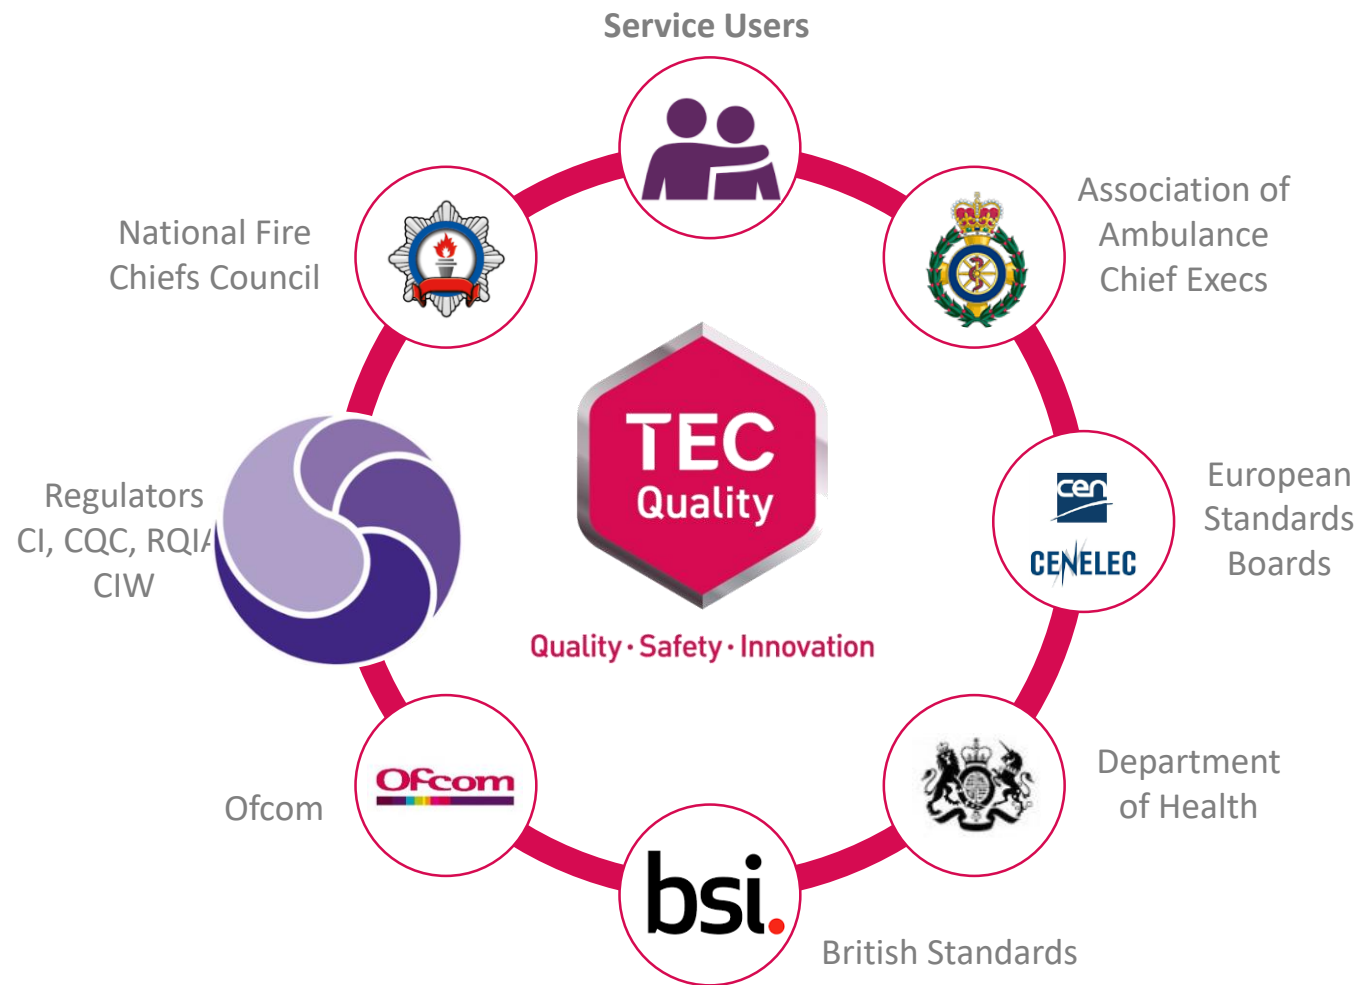 Service Users
National Fire
Chiefs Council
Association of
Ambulance
Chief Execs
TEC
Quality
Quality · Safety · Innovation
Regulators
CI, CQC, RQIA
CIW
cen
CENELEC
European
Standards
Boards
Ofcom
Ofcom
Department
of Health
bsi.
British Standards